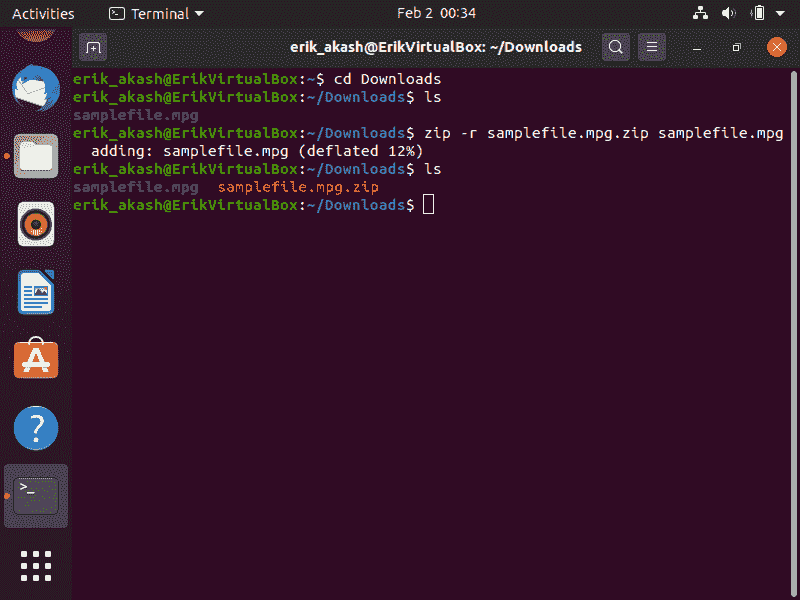 Activities Terminal Feb 2 00:34
erik_akash@ErikVirtualBox: ~/Downloads
erik_akash@ErikVirtualBox:~$ cd Downloads
erik_akash@ErikVirtualBox:~/Downloads$ ls
samplefile.mpg
erik_akash@ErikVirtualBox:~/Downloads$ zip -r samplefile.mpg.zip samplefile.mpg
  adding: samplefile.mpg (deflated 12%)
erik_akash@ErikVirtualBox:~/Downloads$ ls
samplefile.mpg  samplefile.mpg.zip
erik_akash@ErikVirtualBox:~/Downloads$